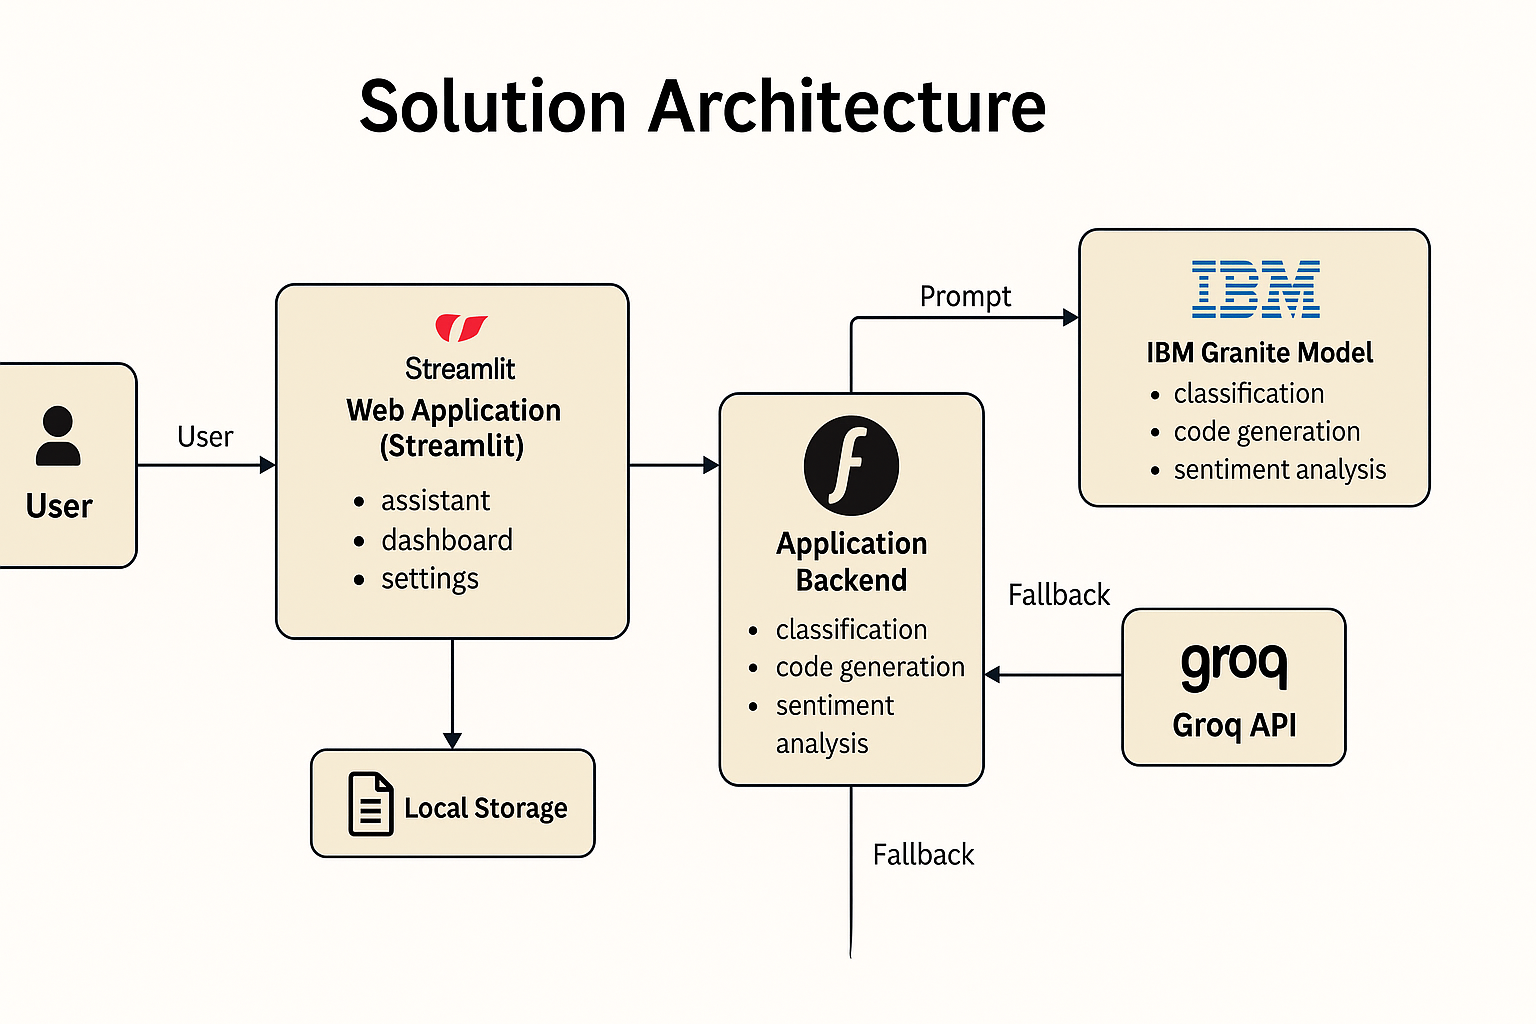 Solution Architecture
User
User
Streamlit
Web Application
(Streamlit)
• assistant
• dashboard
• settings
Local Storage
f
Application
Backend
• classification
• code generation
• sentiment
analysis
Prompt
IBM
IBM Granite Model
• classification
• code generation
• sentiment analysis
Fallback
groq
Groq API
Fallback